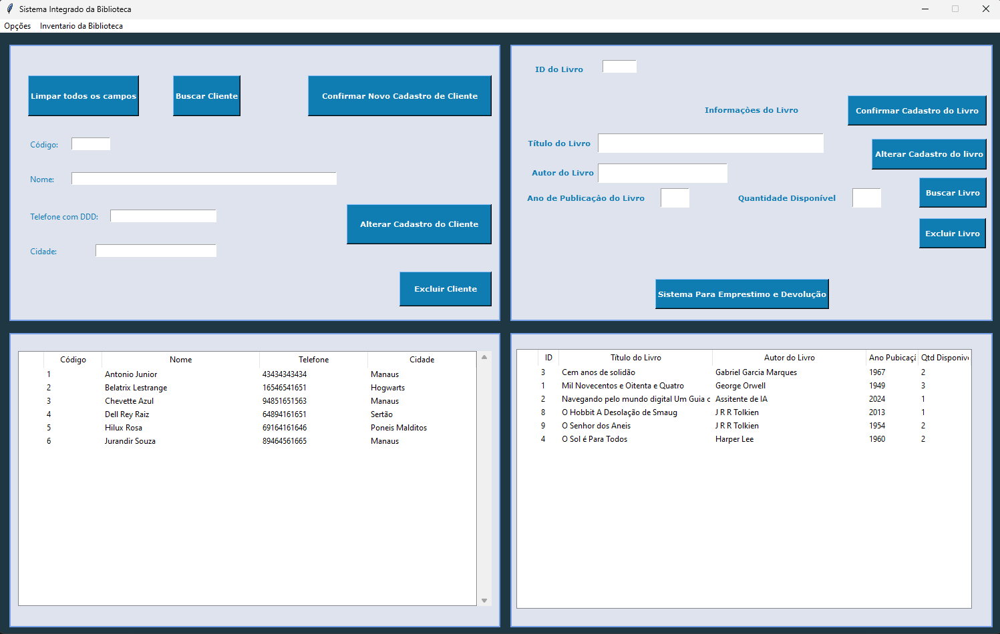 Sistema Integrado da Biblioteca
Opções Inventario da Biblioteca
Limpar todos os campos
Buscar Cliente
Confirmar Novo Cadastro de Cliente
Código:
Nome:
Telefone com DDD:
Alterar Cadastro do Cliente
Cidade:
Excluir Cliente
ID do Livro
Informaçòes do Livro
Confirmar Cadastro do Livro
Título do Livro
Alterar Cadastro do livro
Autor do Livro
Buscar Livro
Ano de Publicaçào do Livro
Quantidade Disponível
Excluir Livro
Sistema Para Emprestimo e Devolução
Código Nome Telefone Cidade
1 Antonio Junior 43434343434 Manaus
2 Belatrix Lestrange 16546541651 Hogwarts
3 Chevette Azul 94851651563 Manaus
4 Dell Rey Raiz 64894161651 Sertão
5 Hilux Rosa 69164161646 Poneis Malditos
6 Jurandir Souza 89464561665 Manaus
ID Título do Livro Autor do Livro Ano Pubicaç Qtd Disponive
3 Cem anos de solidão Gabriel Garcia Marques 1967 2
1 Mil Novecentos e Oitenta e Quatro George Orwell 1949 3
2 Navegando pelo mundo digital Um Guia c Assitente de IA 2024 1
8 O Hobbit A Desolação de Smaug J R R Tolkien 2013 1
9 O Senhor dos Aneis J R R Tolkien 1954 2
4 O Sol é Para Todos Harper Lee 1960 2